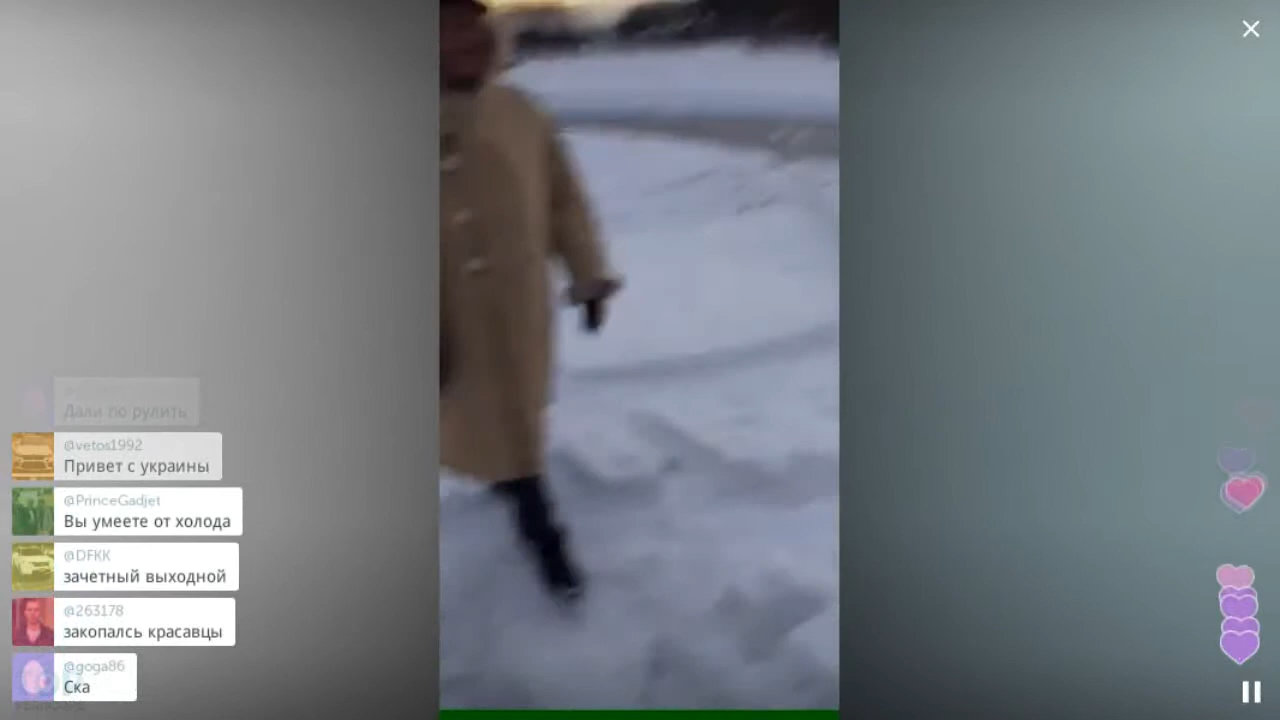 Дали по рулить
@vetos1992
Привет с украины
@PrinceGadjet
Вы умеете от холода
@DFKK
зачетный выходной
@263178
закопалсь красавцы
@goga86
Ска